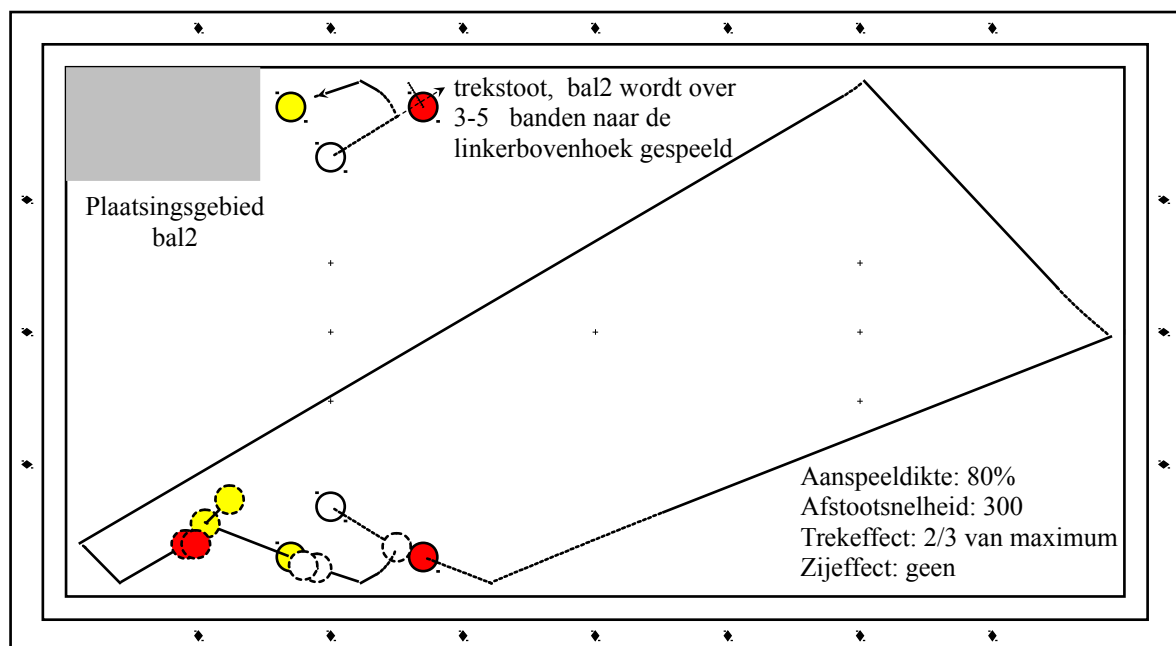 trekstoot, bal2 wordt over
3-5 banden naar de
linkerbovenhoek gespeeld
Plaatsingsgebied
bal2
Aanspeeldikte: 80%
Afstootsnelheid: 300
Trekeffect: 2/3 van maximum
Zijeffect: geen